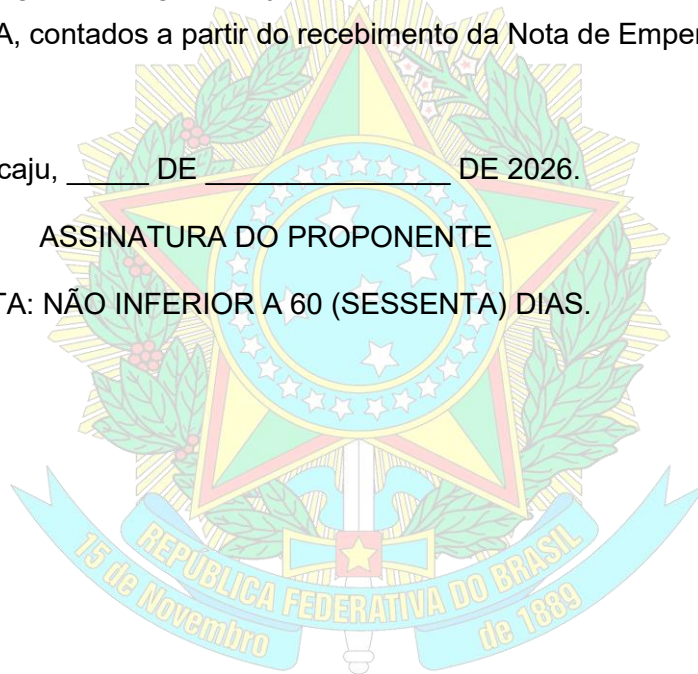 A, contados a partir do recebimento da Nota de Empe
caju, _____ DE _______________ DE 2026.
ASSINATURA DO PROPONENTE
TA: NÃO INFERIOR A 60 (SESSENTA) DIAS.
REPÚBLICA FEDERATIVA DO BRASIL
15 de Novembro
de 1889